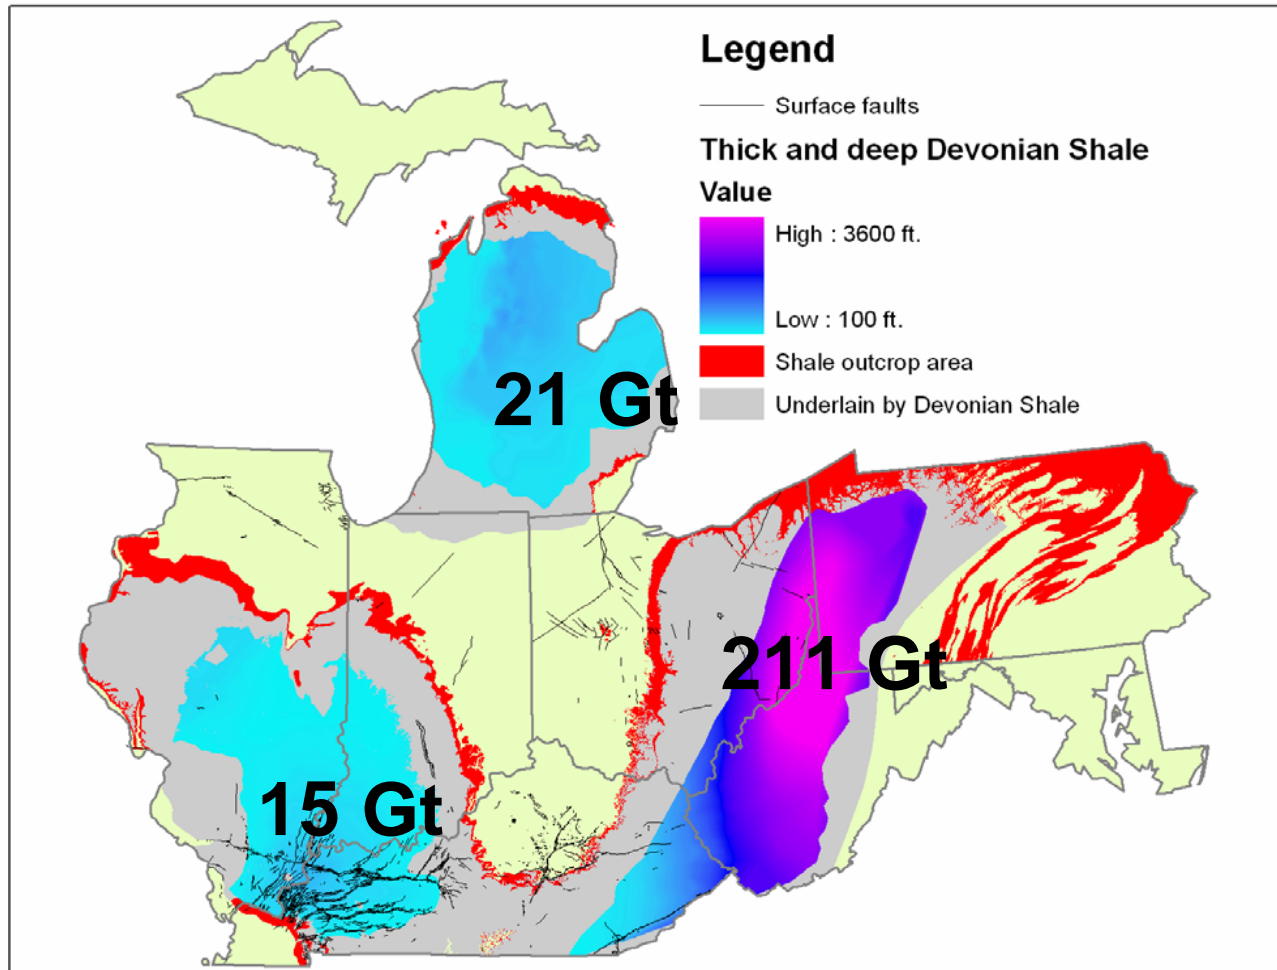 Legend
Surface faults
Thick and deep Devonian Shale
Value
High : 3600 ft.
Low : 100 ft.
Shale outcrop area
Underlain by Devonian Shale
21 Gt
211 Gt
15 Gt